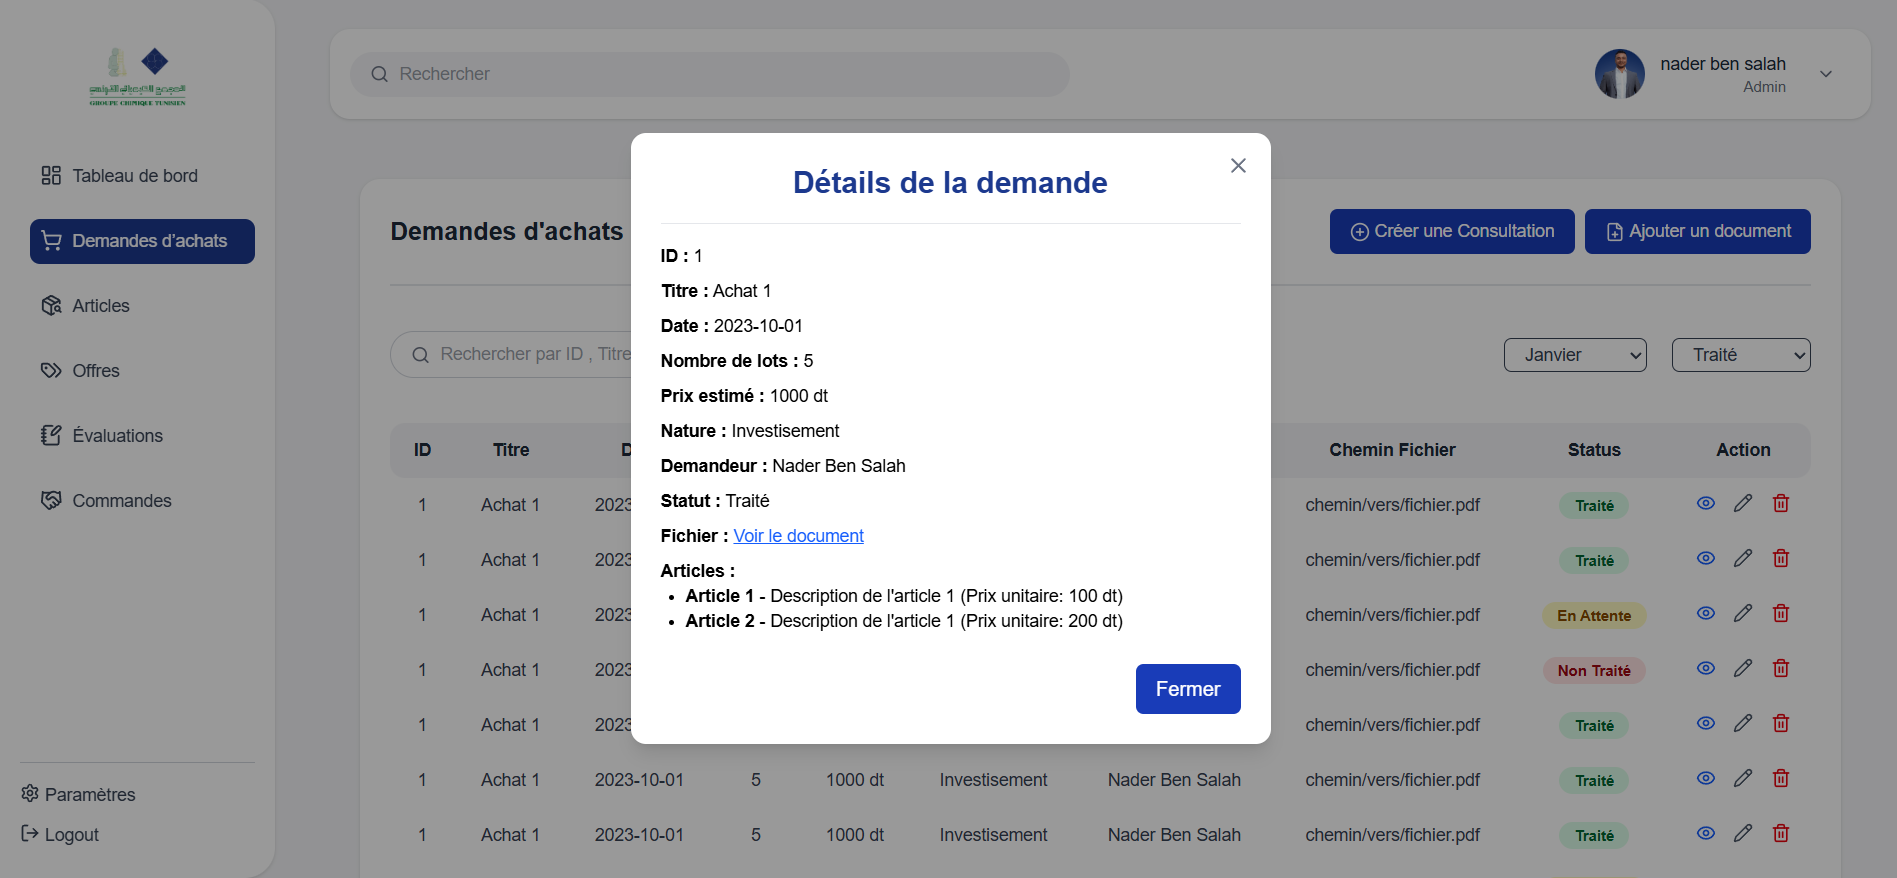 GROUPE CHIMIQUE TUNISIEN
Rechercher
nader ben salah
Admin
Tableau de bord
Demandes d'achats
Articles
Offres
Évaluations
Commandes
Paramètres
Logout
Demandes d'achats
Créer une Consultation
Ajouter un document
Rechercher par ID , Titre
Janvier
Traité
ID Titre D Chemin Fichier Status Action
1 Achat 1 2023 chemin/vers/fichier.pdf Traité
1 Achat 1 2023 chemin/vers/fichier.pdf Traité
1 Achat 1 2023 chemin/vers/fichier.pdf En Attente
1 Achat 1 2023 chemin/vers/fichier.pdf Non Traité
1 Achat 1 2023 chemin/vers/fichier.pdf Traité
1 Achat 1 2023-10-01 5 1000 dt Investisement Nader Ben Salah chemin/vers/fichier.pdf Traité
1 Achat 1 2023-10-01 5 1000 dt Investisement Nader Ben Salah chemin/vers/fichier.pdf Traité
Détails de la demande
ID : 1
Titre : Achat 1
Date : 2023-10-01
Nombre de lots : 5
Prix estimé : 1000 dt
Nature : Investisement
Demandeur : Nader Ben Salah
Statut : Traité
Fichier : Voir le document
Articles :
• Article 1 - Description de l'article 1 (Prix unitaire: 100 dt)
• Article 2 - Description de l'article 1 (Prix unitaire: 200 dt)
Fermer